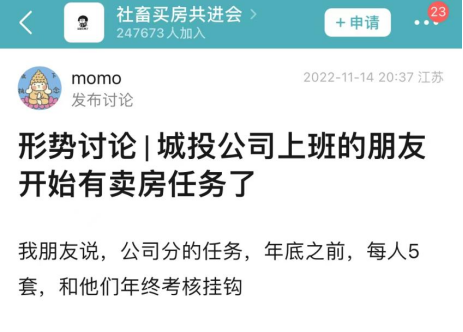 社畜买房共进会 >
247673人加入
+ 申请
23
momo
发布讨论
2022-11-14 20:37 江苏
形势讨论|城投公司上班的朋友
开始有卖房任务了
我朋友说，公司分的任务，年底之前，每人5
套，和他们年终考核挂钩